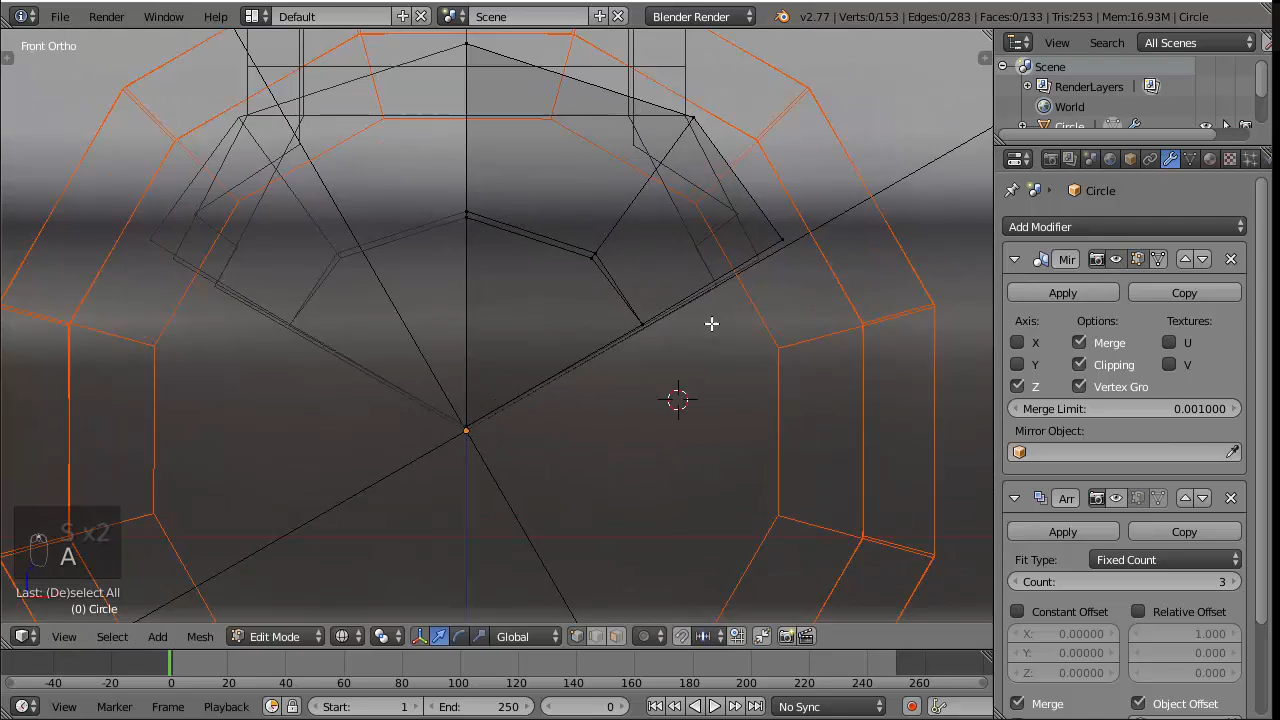 File Render Window Help Default Scene Blender Render v2.77 | Verts:0/153 | Edges:0/283 | Faces:0/133 | Tris:253 | Mem:16.93M | Circle
Front Ortho
View Search All Scenes
Scene
RenderLayers
World
Circle
Circle
Add Modifier
Mir
Apply Copy
Axis: Options: Textures:
X Merge U
Y Clipping V
Z Vertex Gro
Merge Limit: 0.001000
Mirror Object:
Arr
Apply Copy
Fit Type: Fixed Count
Count: 3
Constant Offset Relative Offset
X: 0.00000 1.000
Y: 0.00000 0.000
Z: 0.00000 0.000
Merge Object Offset
S x2
A
Last: (De)select All
(0) Circle
View Select Add Mesh Edit Mode Global
-40 -20 0 20 40 60 80 100 120 140 160 180 200 220 240 260
View Marker Frame Playback Start: 1 End: 250 0 No Sync